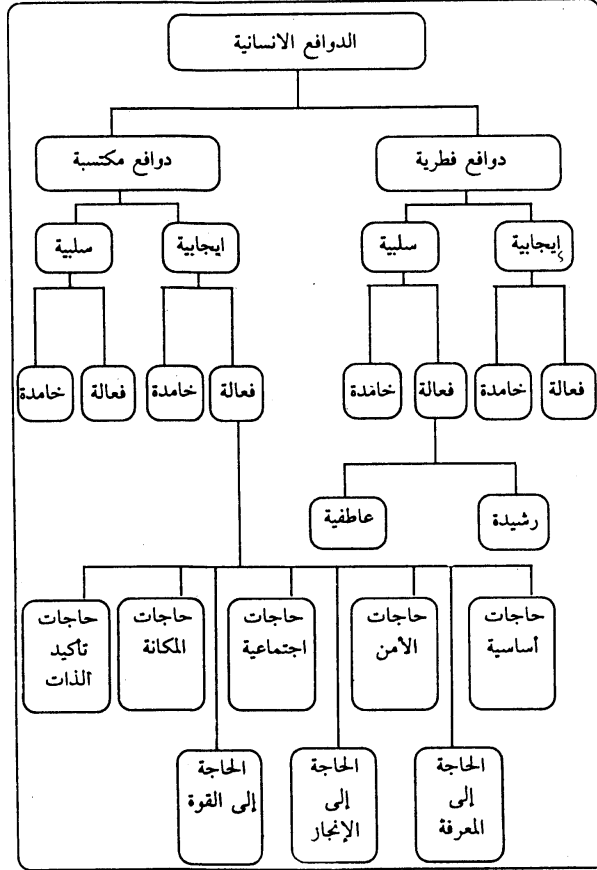 الدوافع الانسانية
دوافع فطرية
دوافع مكتسبة
إيجابية
سلبية
ايجابية
سلبية
فعالة
خامدة
فعالة
خامدة
فعالة
خامدة
فعالة
خامدة
رشيدة
عاطفية
حاجات
أساسية
حاجات
الأمن
حاجات
اجتماعية
حاجات
المكانة
حاجات
تأكيد
الذات
الحاجة
إلى
المعرفة
الحاجة
إلى
الإنجاز
الحاجة
إلى القوة